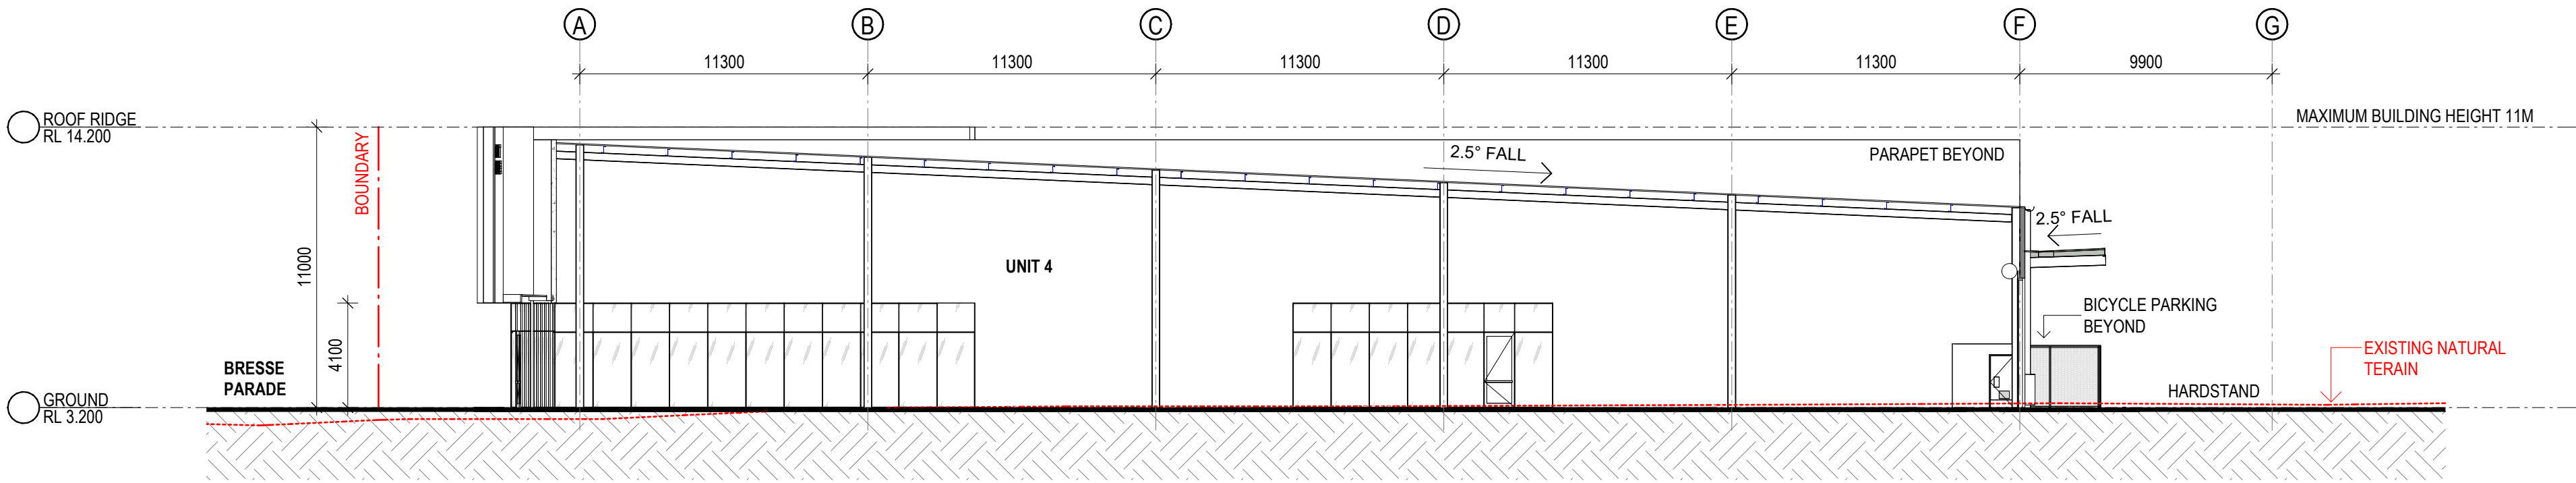 A B C D E F G
11300 11300 11300 11300 11300 9900
ROOF RIDGE
RL 14.200
MAXIMUM BUILDING HEIGHT 11M
BOUNDARY
2.5° FALL
PARAPET BEYOND
2.5° FALL
11000
UNIT 4
BICYCLE PARKING
BEYOND
4100
BRESSE
PARADE
EXISTING NATURAL
TERAIN
HARDSTAND
GROUND
RL 3.200